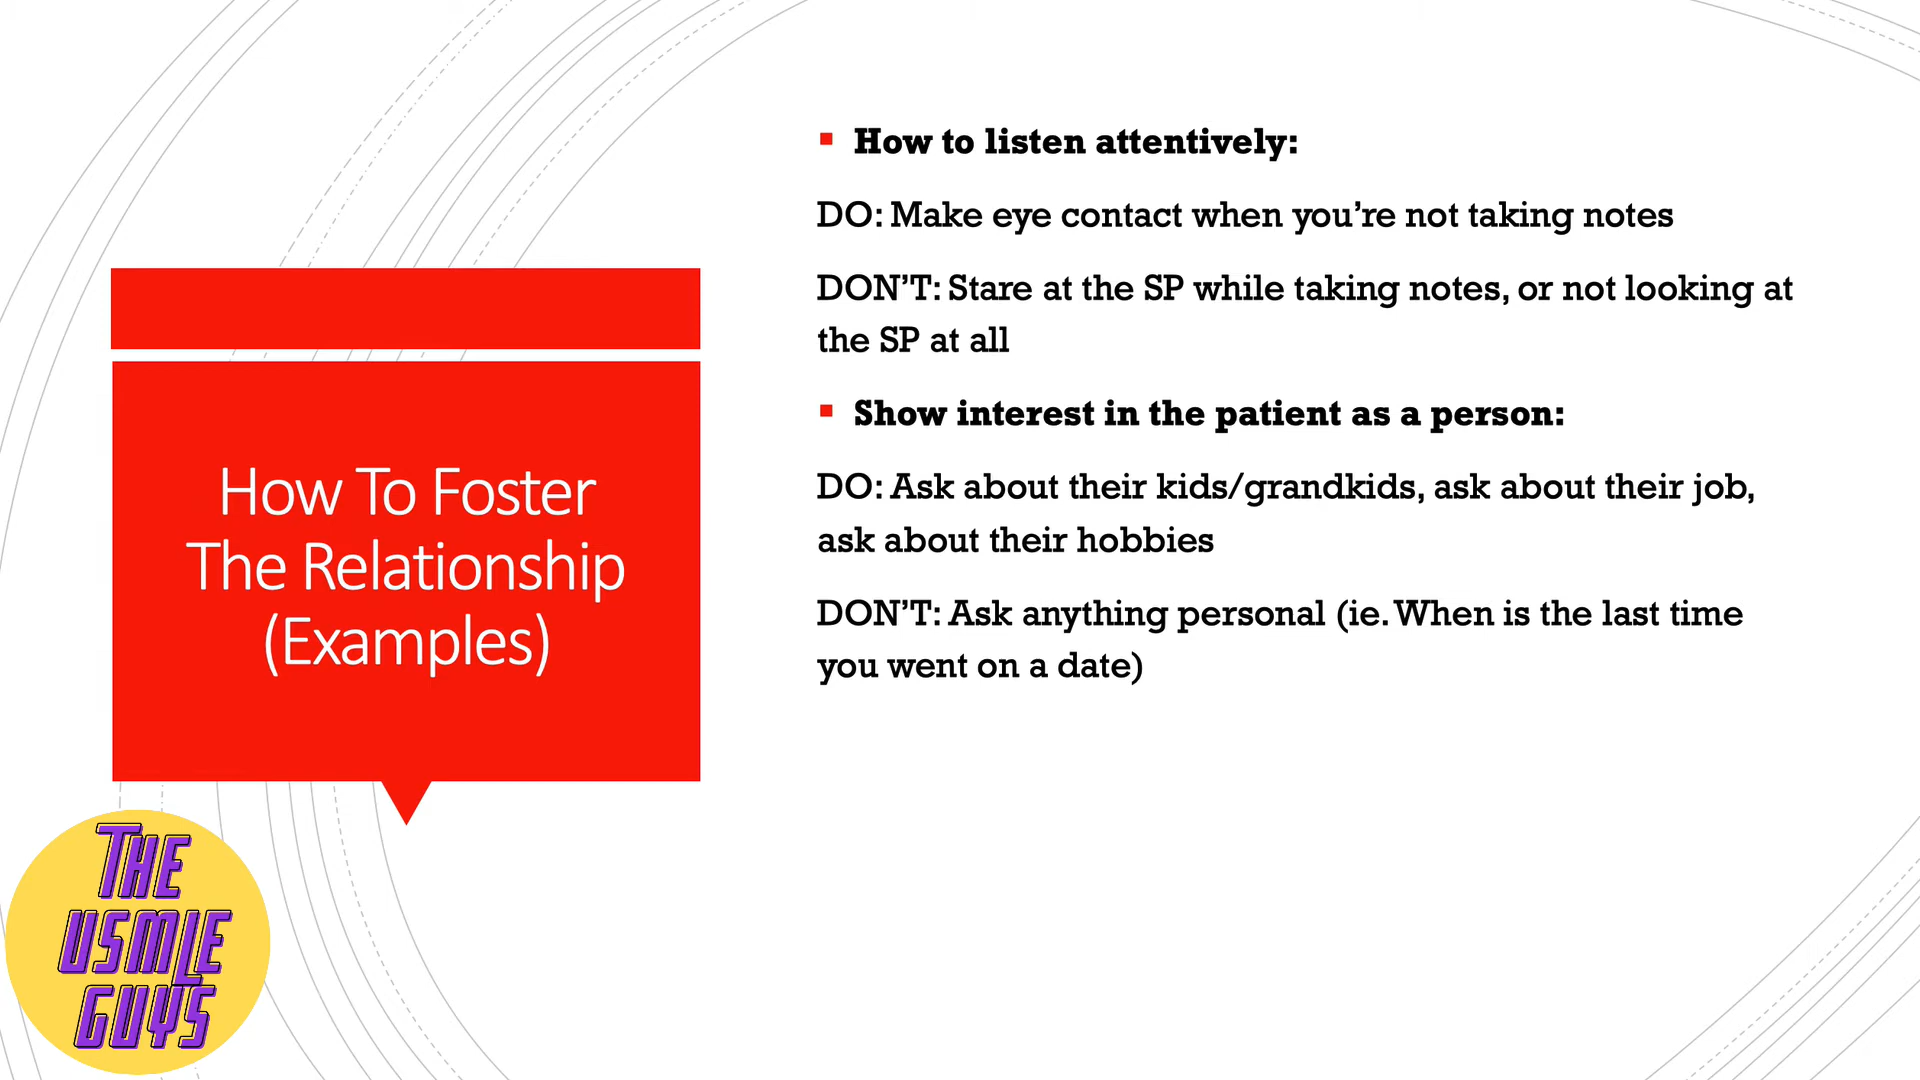 How To Foster
The Relationship
(Examples)
▪ How to listen attentively:
DO: Make eye contact when you’re not taking notes
DON’T: Stare at the SP while taking notes, or not looking at
the SP at all
▪ Show interest in the patient as a person:
DO: Ask about their kids/grandkids, ask about their job,
ask about their hobbies
DON’T: Ask anything personal (ie. When is the last time
you went on a date)
THE
USMLE
GUYS